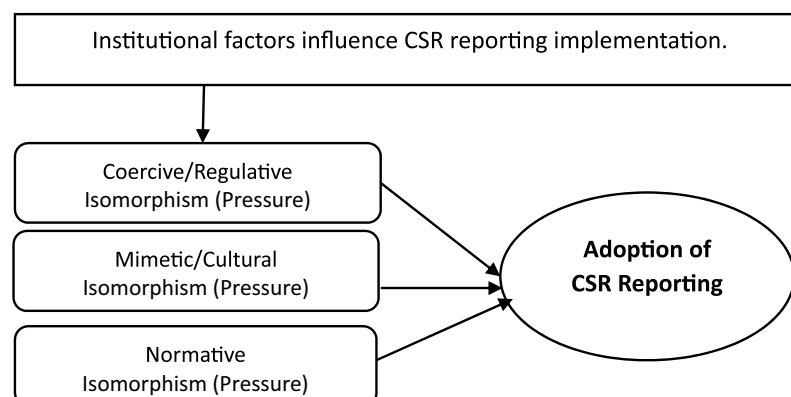 Institutional factors influence CSR reporting implementation.
Coercive/Regulative
Isomorphism (Pressure)
Mimetic/Cultural
Isomorphism (Pressure)
Normative
Isomorphism (Pressure)
Adoption of
CSR Reporting